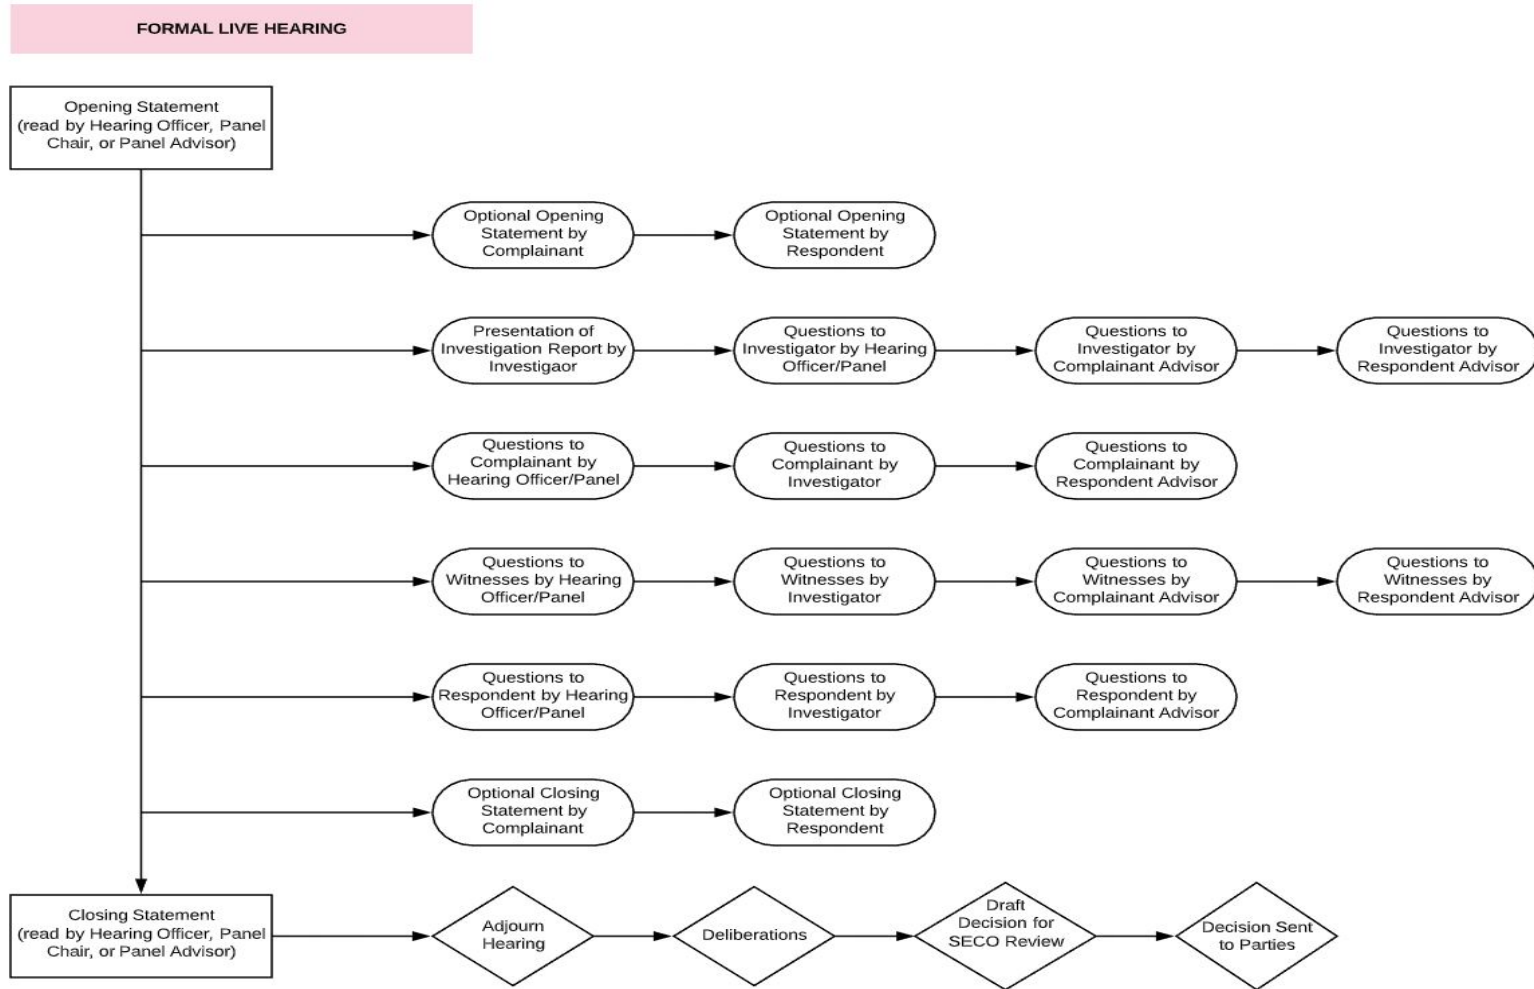 FORMAL LIVE HEARING
Opening Statement
(read by Hearing Officer, Panel
Chair, or Panel Advisor)
Optional Opening
Statement by
Complainant
Optional Opening
Statement by
Respondent
Presentation of
Investigation Report by
Investigaor
Questions to
Investigator by Hearing
Officer/Panel
Questions to
Investigator by
Complainant Advisor
Questions to
Investigator by
Respondent Advisor
Questions to
Complainant by
Hearing Officer/Panel
Questions to
Complainant by
Investigator
Questions to
Complainant by
Respondent Advisor
Questions to
Witnesses by Hearing
Officer/Panel
Questions to
Witnesses by
Investigator
Questions to
Witnesses by
Complainant Advisor
Questions to
Witnesses by
Respondent Advisor
Questions to
Respondent by Hearing
Officer/Panel
Questions to
Respondent by
Investigator
Questions to
Respondent by
Complainant Advisor
Optional Closing
Statement by
Complainant
Optional Closing
Statement by
Respondent
Closing Statement
(read by Hearing Officer, Panel
Chair, or Panel Advisor)
Adjourn
Hearing
Deliberations
Draft
Decision for
SECO Review
Decision Sent
to Parties